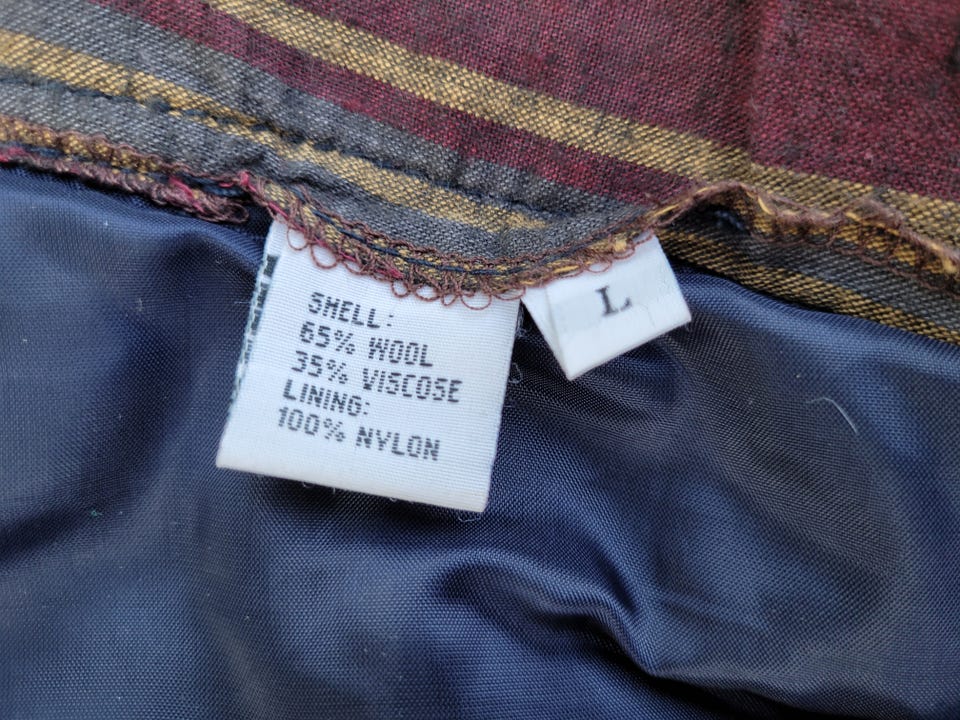 SHELL:
65% WOOL
35% VISCOSE
LINING:
100% NYLON
L